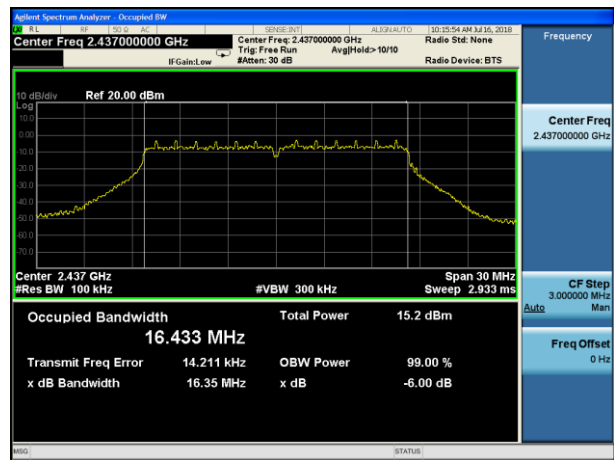 Agilent Spectrum Analyzer - Occupied BW
RL RF 50 Ω AC SENSE:INT ALIGNAUTO 10:15:54 AM Jul 16, 2018
Center Freq 2.437000000 GHz
Center Freq: 2.437000000 GHz
Radio Std: None
Trig: Free Run Avg|Hold:> 10/10
IFGain:Low #Atten: 30 dB Radio Device: BTS
10 dB/div Ref 20.00 dBm
Log
10.0
0.00
-10.0
-20.0
-30.0
-40.0
-50.0
-60.0
-70.0
Center 2.437 GHz Span 30 MHz
#Res BW 100 kHz #VBW 300 kHz Sweep 2.933 ms
Occupied Bandwidth Total Power 15.2 dBm
16.433 MHz
Transmit Freq Error 14.211 kHz OBW Power 99.00 %
x dB Bandwidth 16.35 MHz x dB -6.00 dB
MSG STATUS
Frequency
Center Freq
2.437000000 GHz
CF Step
3.000000 MHz
Auto Man
Freq Offset
0 Hz